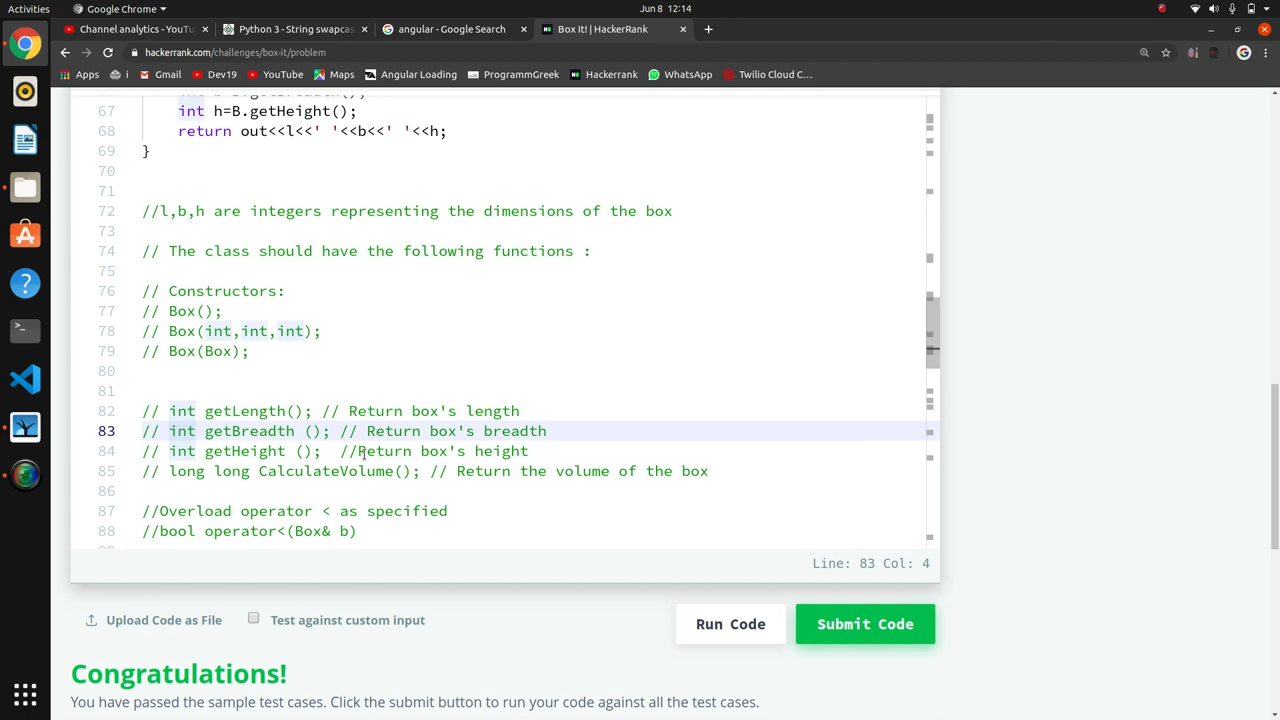 Activities
Google Chrome
Jun 8 12:14
Channel analytics - YouTu
Python 3 - String swapcas
angular - Google Search
Box It! | HackerRank
hackerrank.com/challenges/box-it/problem
Apps
i
Gmail
Dev19
YouTube
Maps
Angular Loading
ProgrammGreek
Hackerrank
WhatsApp
Twilio Cloud C...
67 int h=B.getHeight();
68 return out<<l<<' '<<b<<' '<<h;
69 }
70
71
72 //l,b,h are integers representing the dimensions of the box
73
74 // The class should have the following functions :
75
76 // Constructors:
77 // Box();
78 // Box(int,int,int);
79 // Box(Box);
80
81
82 // int getLength(); // Return box's length
83 // int getBreadth (); // Return box's breadth
84 // int getHeight ();  //Return box's height
85 // long long CalculateVolume(); // Return the volume of the box
86
87 //Overload operator < as specified
88 //bool operator<(Box& b)
Line: 83 Col: 4
Upload Code as File
Test against custom input
Run Code
Submit Code
Congratulations!
You have passed the sample test cases. Click the submit button to run your code against all the test cases.